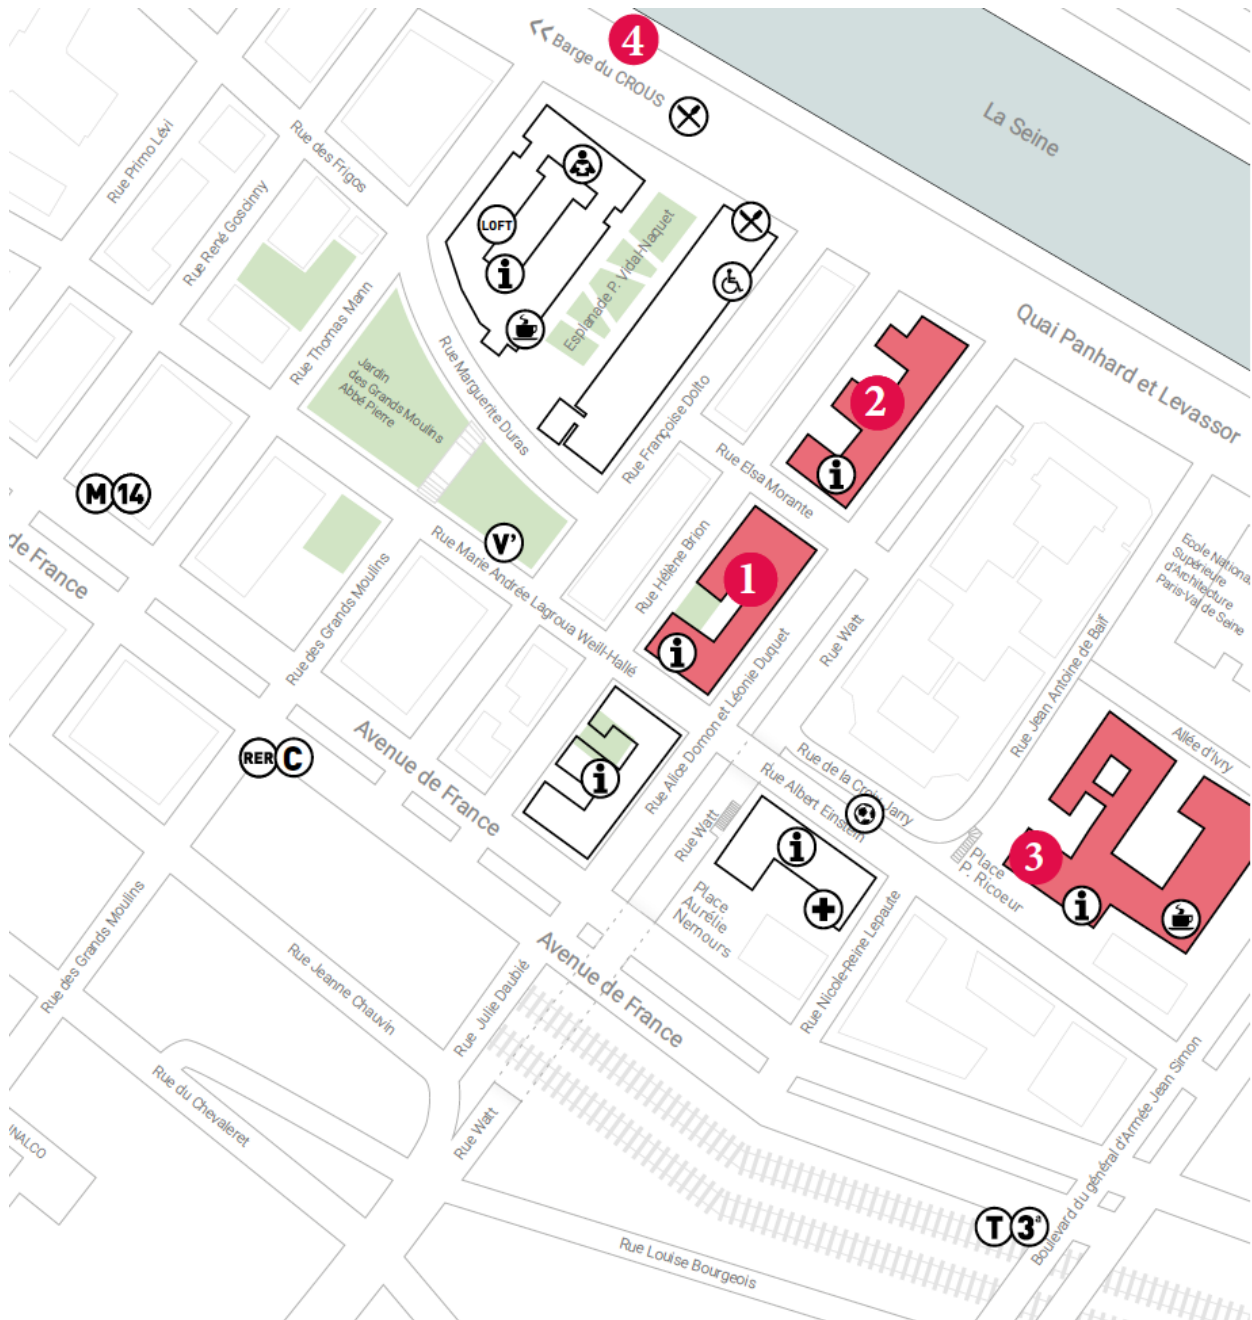 << Barge du CROUS
4
La Seine
Rue Primo Lévi
Rue des Frigos
Rue René Goscinny
LOFT
i
Esplanade P. Vidal-Naquet
Quai Panhard et Levassor
Rue Thomas Mann
Jardin
des Grands Moulins
Abbé Pierre
Rue Marguerite Duras
Rue Françoise Dolto
2
i
Rue Elsa Morante
M 14
de France
V'
Rue Marie Andrée Lagroua Weill-Hallé
Rue Hélène Brion
1
i
Rue des Grands Moulins
Rue Alice Domon et Léonie Duquet
Rue Watt
Ecole National
Supérieure
d'Architecture
Paris-Val de Seine
Rue Jean Antoine de Baïf
Allée d'Ivry
RER C
Avenue de France
i
Rue Watt
Rue de la Croix Jarry
Rue Albert Einstein
i
3
Place
P. Ricoeur
i
Place
Aurélie
Nemours
Rue Nicole-Reine Lepaute
Rue des Grands Moulins
Rue Jeanne Chauvin
Rue Julie Daubié
Avenue de France
Rue du Chevaleret
Rue Watt
INALCO
Boulevard du général d'Armée Jean Simon
T 3a
Rue Louise Bourgeois